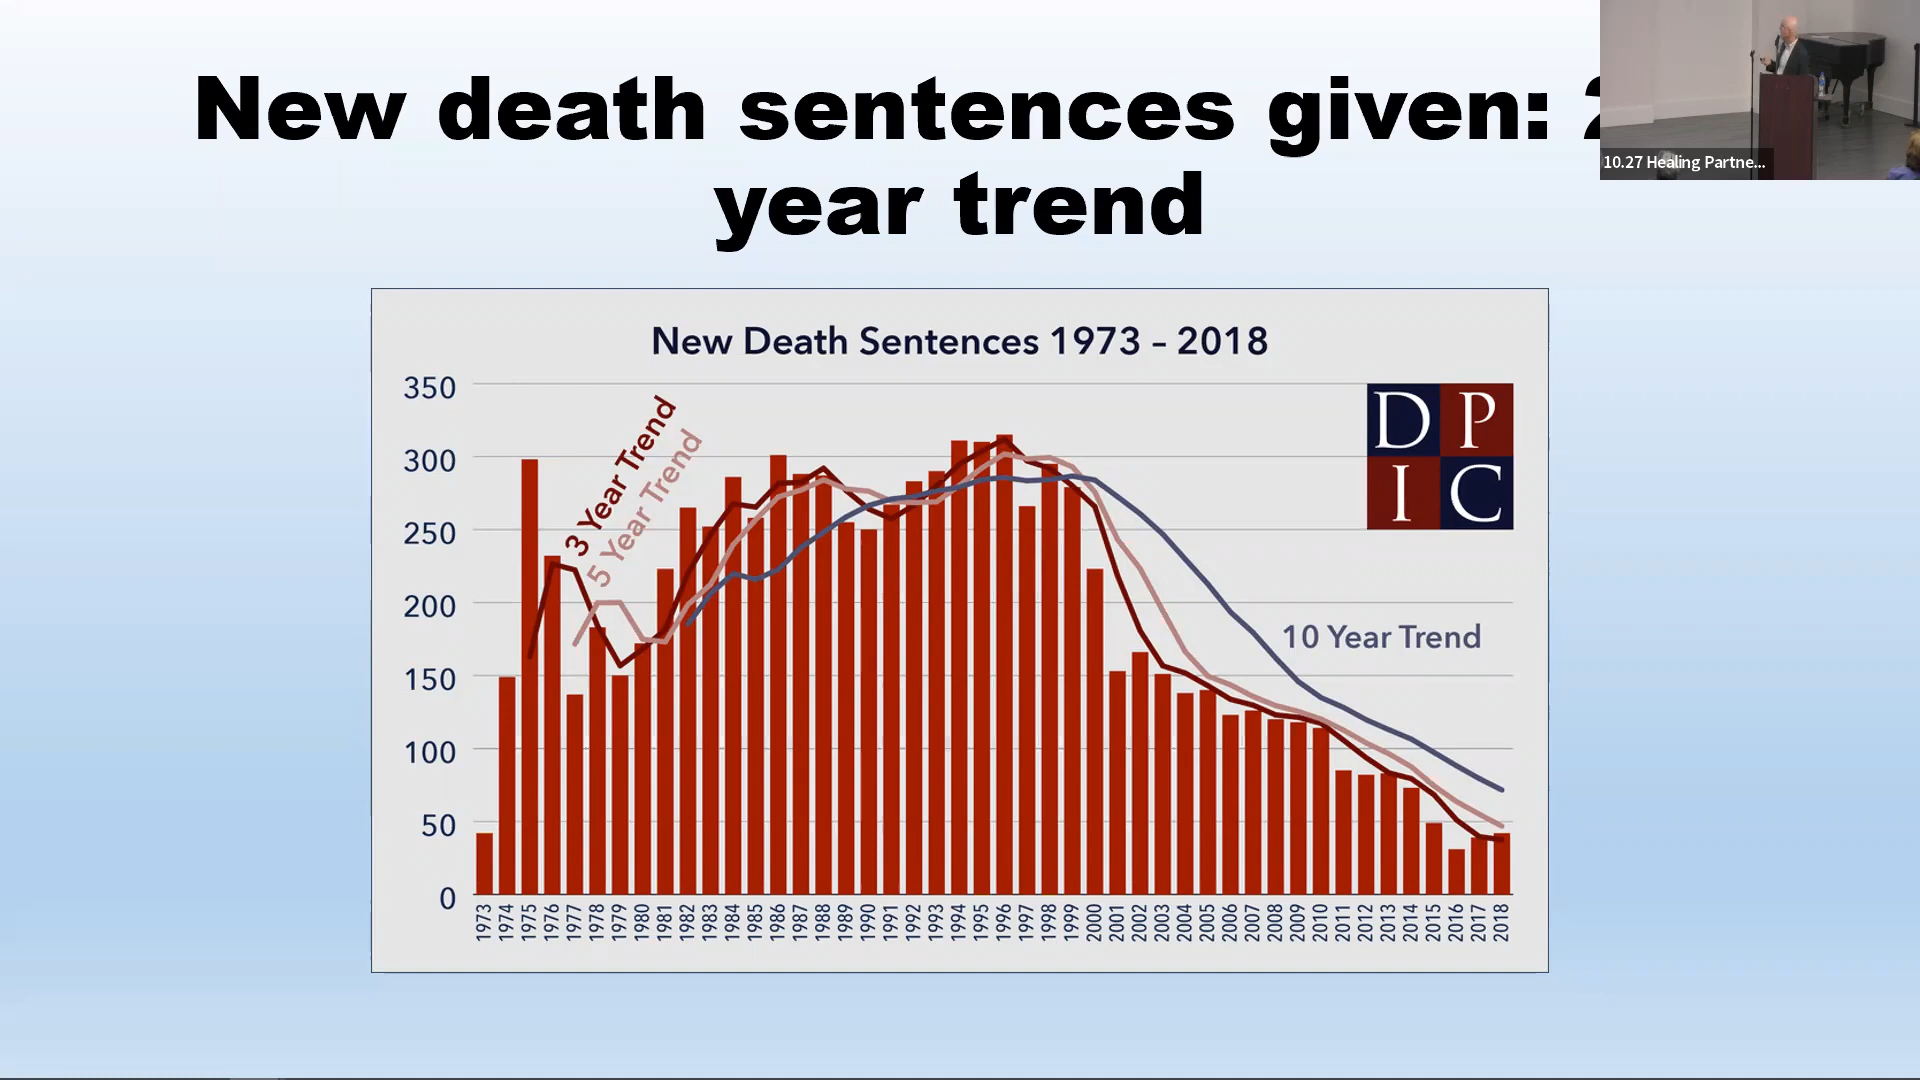 New death sentences given:
year trend
10.27 Healing Partne...
New Death Sentences 1973 – 2018
350
300
250
200
150
100
50
0
3 Year Trend
5 Year Trend
10 Year Trend
D P
I C
1973 1974 1975 1976 1977 1978 1979 1980 1981 1982 1983 1984 1985 1986 1987 1988 1989 1990 1991 1992 1993 1994 1995 1996 1997 1998 1999 2000 2001 2002 2003 2004 2005 2006 2007 2008 2009 2010 2011 2012 2013 2014 2015 2016 2017 2018